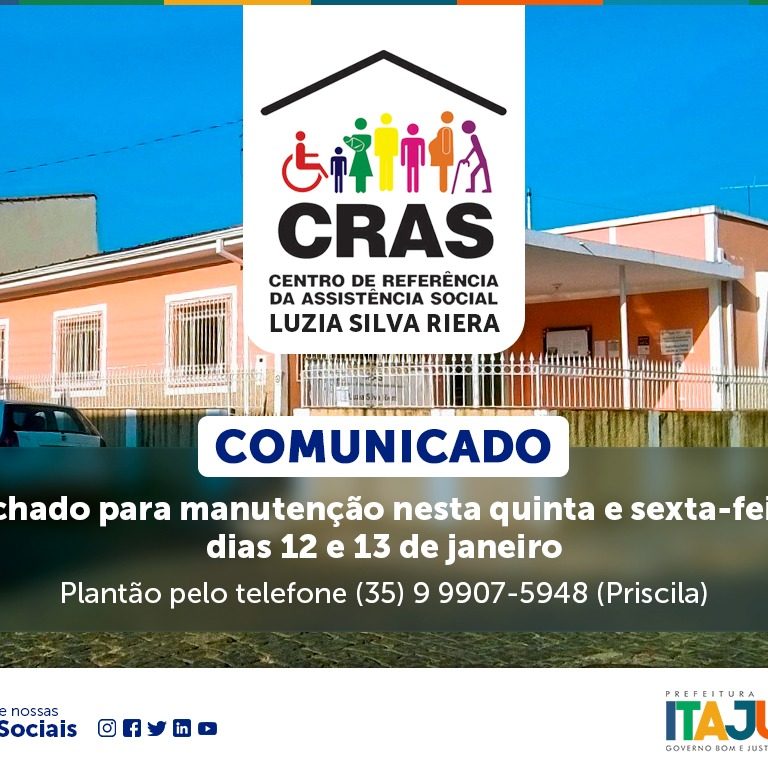 CRAS
CENTRO DE REFERÊNCIA
DA ASSISTÊNCIA SOCIAL
LUZIA SILVA RIERA
COMUNICADO
chado para manutenção nesta quinta e sexta-fei
dias 12 e 13 de janeiro
Plantão pelo telefone (35) 9 9907-5948 (Priscila)
e nossas
Sociais
PREFEITURA
ITAJU
GOVERNO BOM E JUST